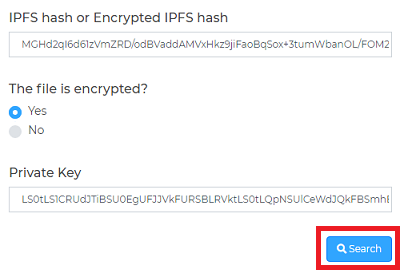 IPFS hash or Encrypted IPFS hash
MGHd2qI6d61zVmZRD/odBVaddAMVxHkz9jiFaoBqSox+3tumWbanOL/FOM2
The file is encrypted?
Yes
No
Private Key
LS0tLS1CRUdJTiBSU0EgUFJJVkFURSBLRVktLS0tLQpNSUlCeWdJQkFBSmhB
Search